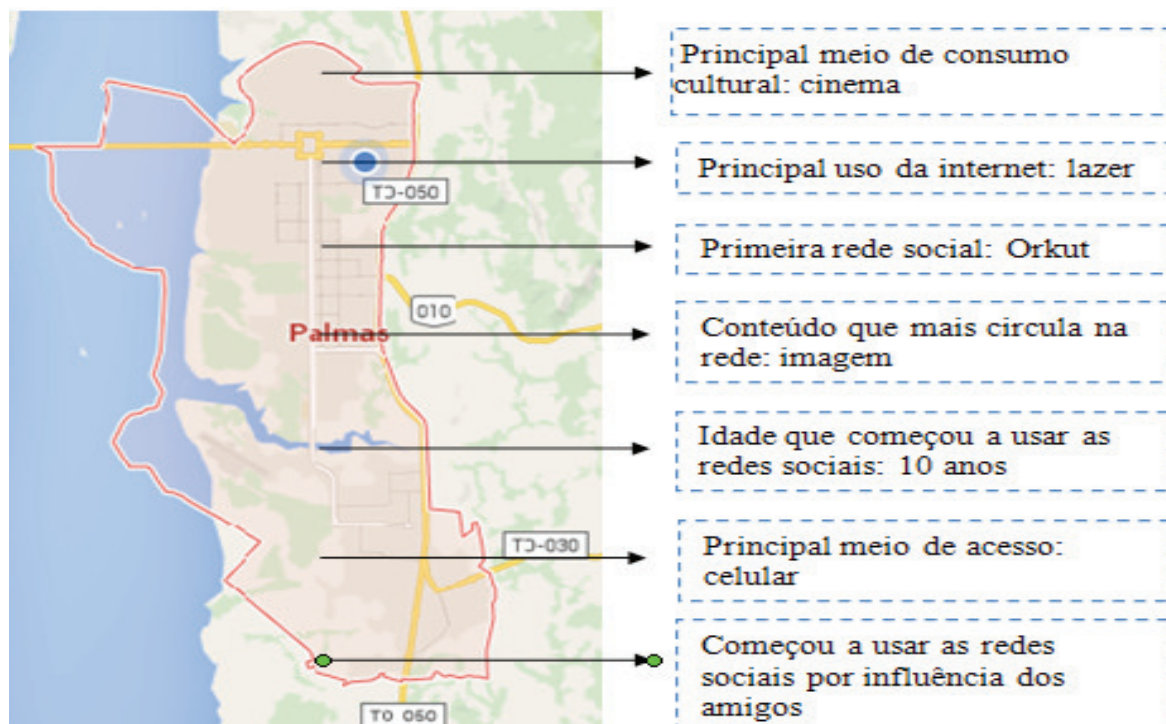 Principal meio de consumo
cultural: cinema
Principal uso da internet: lazer
TO-050
Primeira rede social: Orkut
010
Palmas
Conteúdo que mais circula na
rede: imagem
Idade que começou a usar as
redes sociais: 10 anos
TO-030
Principal meio de acesso:
celular
Começou a usar as redes
sociais por influência dos
amigos
TO 050